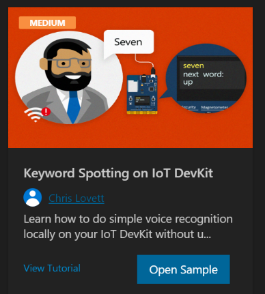 MEDIUM
Seven
seven
next word:
up
Keyword Spotting on IoT DevKit
Chris Lovett
Learn how to do simple voice recognition
locally on your IoT DevKit without u...
View Tutorial
Open Sample